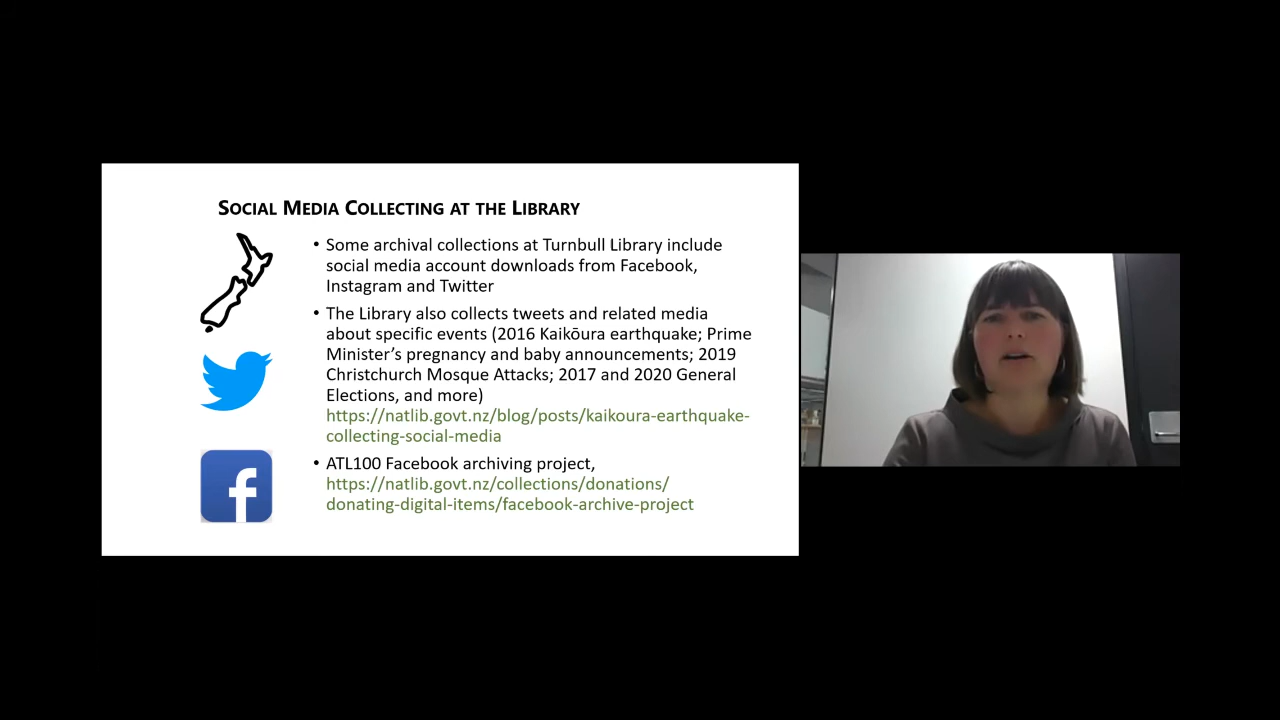 SOCIAL MEDIA COLLECTING AT THE LIBRARY
• Some archival collections at Turnbull Library include
social media account downloads from Facebook,
Instagram and Twitter
• The Library also collects tweets and related media
about specific events (2016 Kaikōura earthquake; Prime
Minister’s pregnancy and baby announcements; 2019
Christchurch Mosque Attacks; 2017 and 2020 General
Elections, and more)
https://natlib.govt.nz/blog/posts/kaikoura-earthquake-
collecting-social-media
• ATL100 Facebook archiving project,
https://natlib.govt.nz/collections/donations/
donating-digital-items/facebook-archive-project